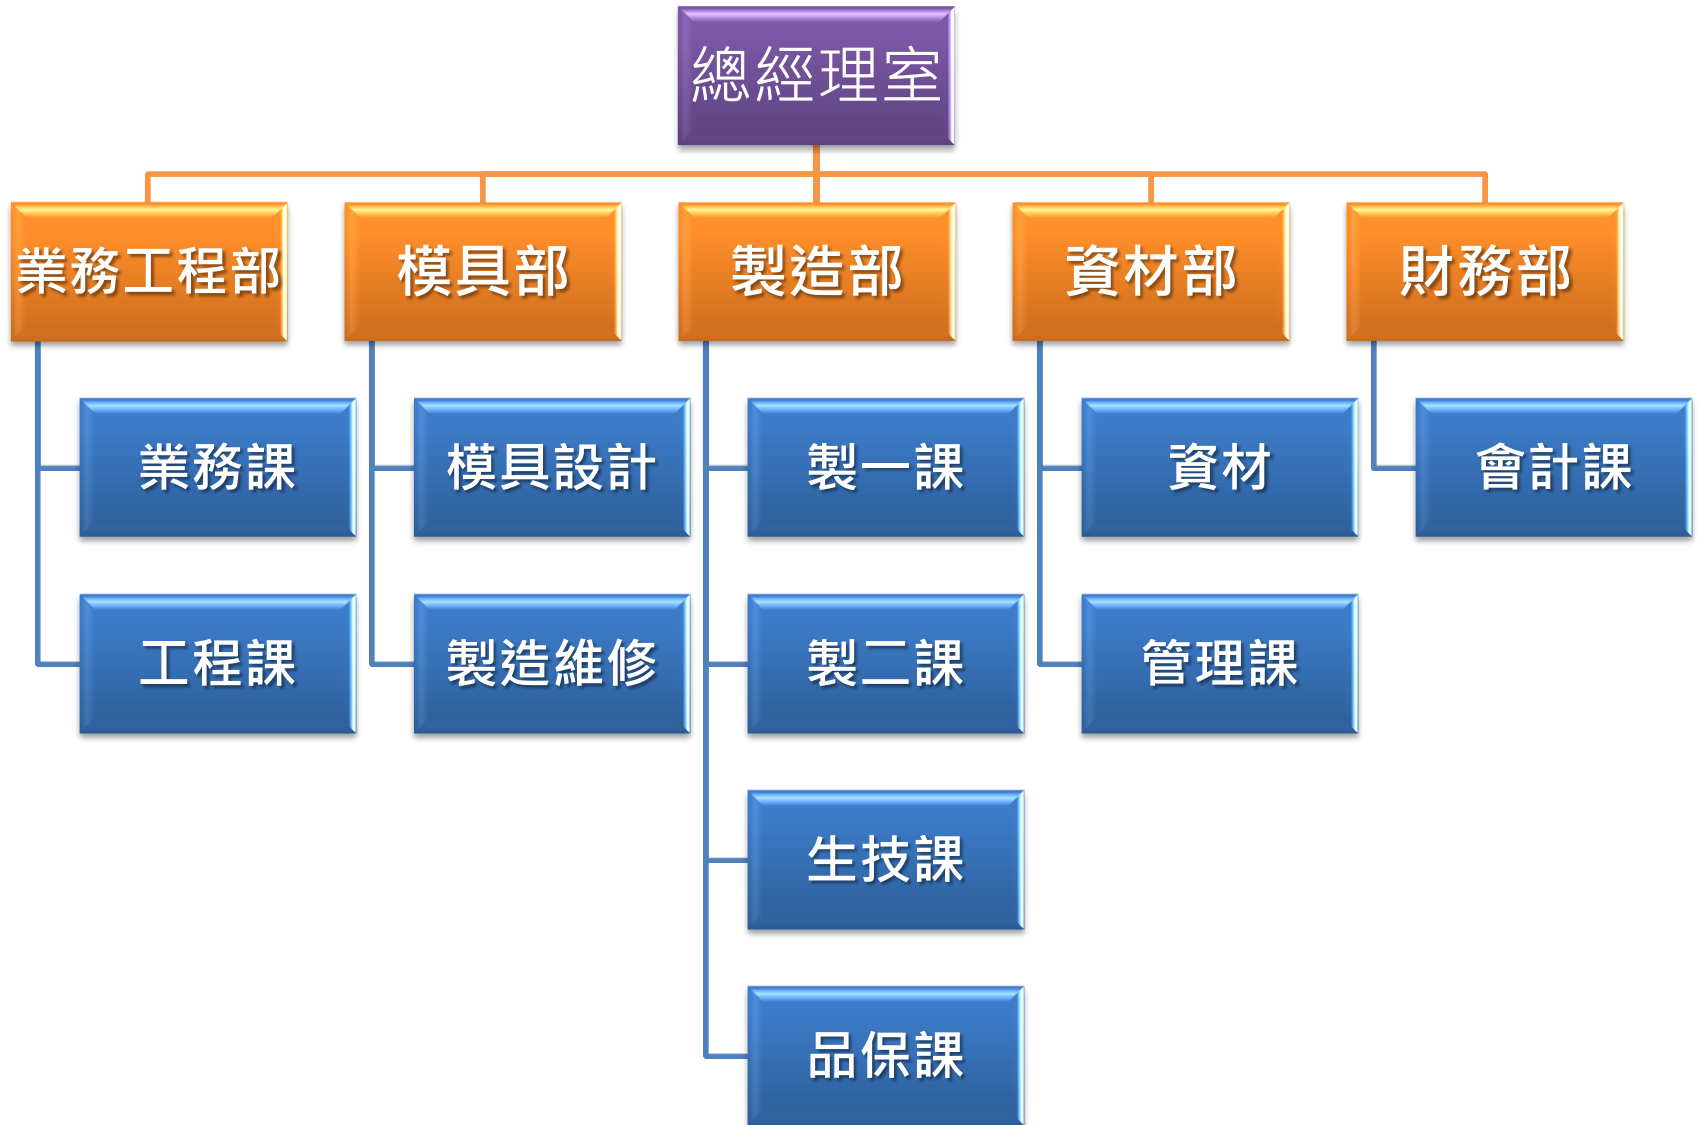 總經理室
業務工程部
模具部
製造部
資材部
財務部
業務課
模具設計
製一課
資材
會計課
工程課
製造維修
製二課
管理課
生技課
品保課